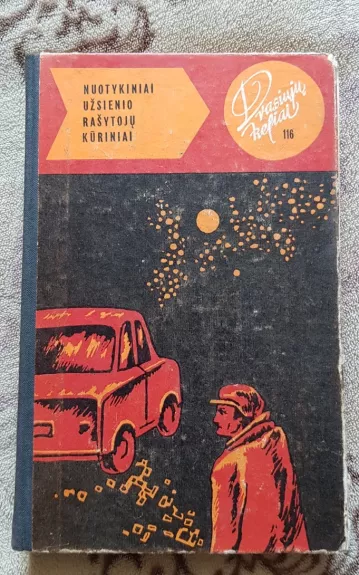 NUOTYKINIAI
UŽSIENIO
RAŠYTOJŲ
KŪRINIAI
Drąsiųjų
keliai
116